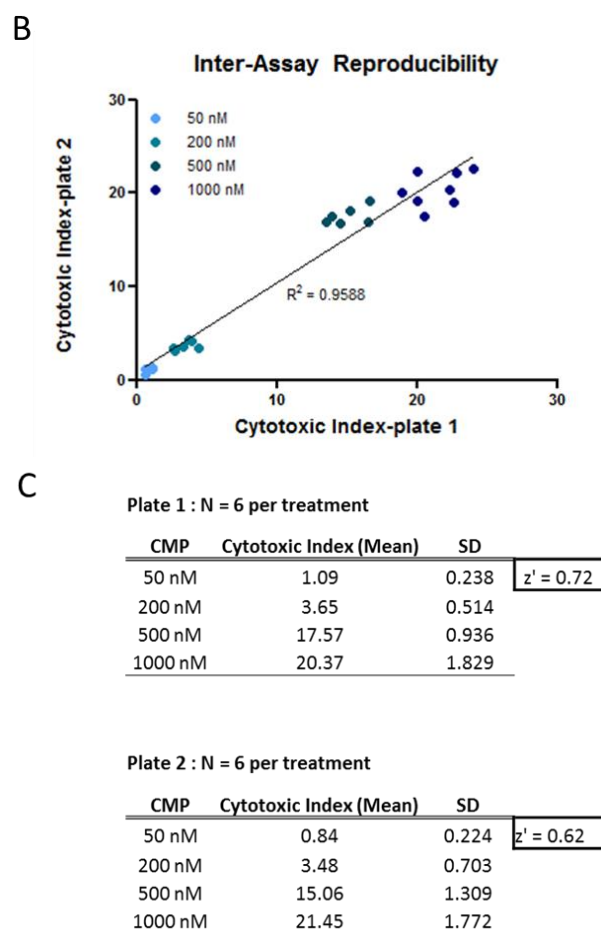 B
Inter-Assay Reproducibility
30
50 nM
200 nM
500 nM
1000 nM
20
Cytotoxic Index-plate 2
10
R² = 0.9588
0
0 10 20 30
Cytotoxic Index-plate 1
C
Plate 1 : N = 6 per treatment
CMP Cytotoxic Index (Mean) SD
50 nM 1.09 0.238 z' = 0.72
200 nM 3.65 0.514
500 nM 17.57 0.936
1000 nM 20.37 1.829
Plate 2 : N = 6 per treatment
CMP Cytotoxic Index (Mean) SD
50 nM 0.84 0.224 z' = 0.62
200 nM 3.48 0.703
500 nM 15.06 1.309
1000 nM 21.45 1.772